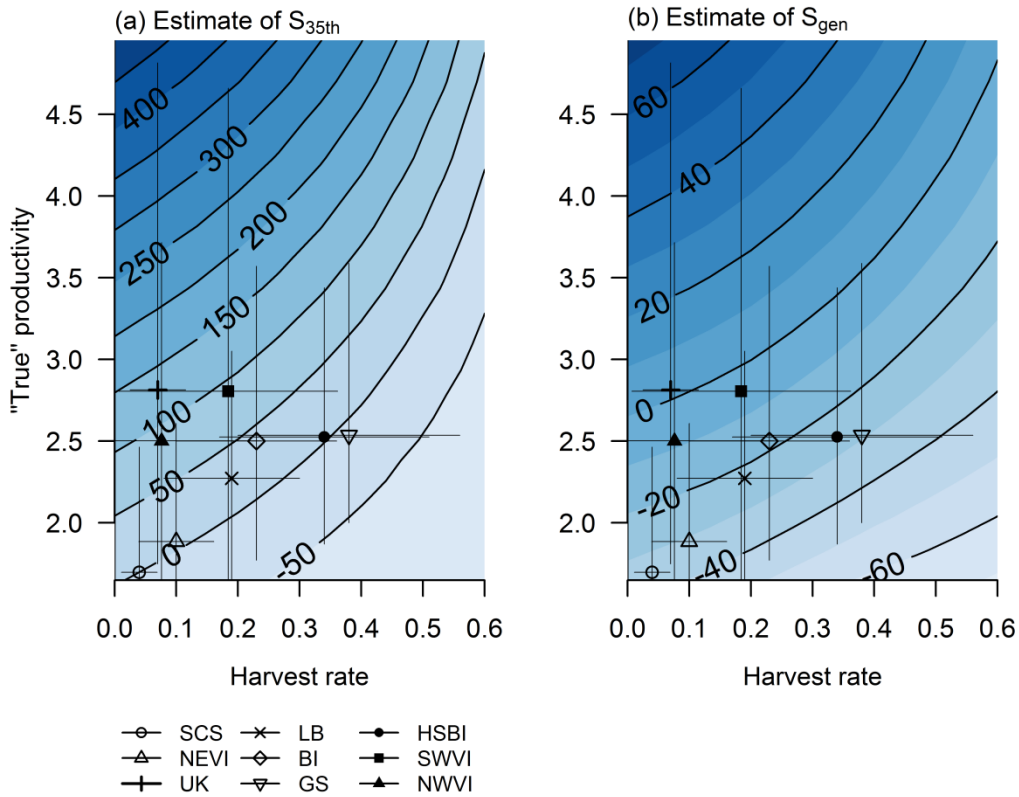 (a) Estimate of S35th
(b) Estimate of Sgen
"True" productivity
4.5
4.0
3.5
3.0
2.5
2.0
400
300
250
200
150
100
50
0
-50
60
40
20
0
-20
-40
-60
0.0 0.1 0.2 0.3 0.4 0.5 0.6
0.0 0.1 0.2 0.3 0.4 0.5 0.6
Harvest rate
Harvest rate
SCS LB HSBI
NEVI BI SWVI
UK GS NWVI